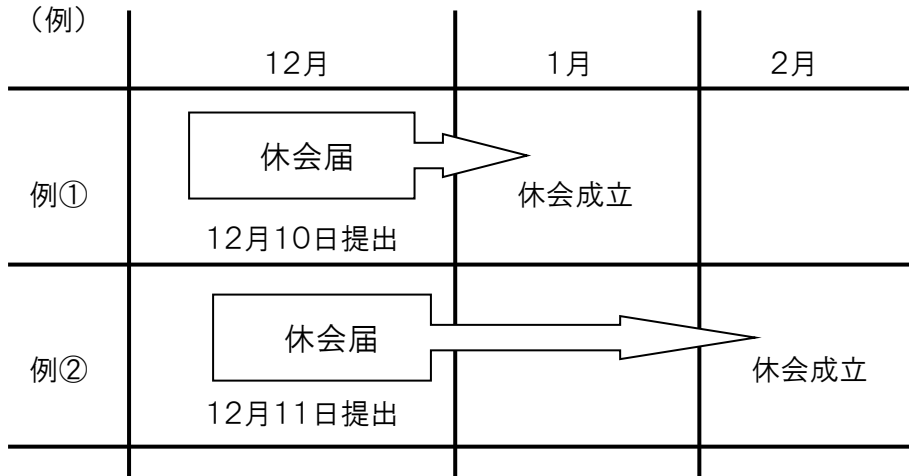 （例）
12月 1月 2月
休会届
例① 休会成立
12月10日提出
休会届
例② 休会成立
12月11日提出